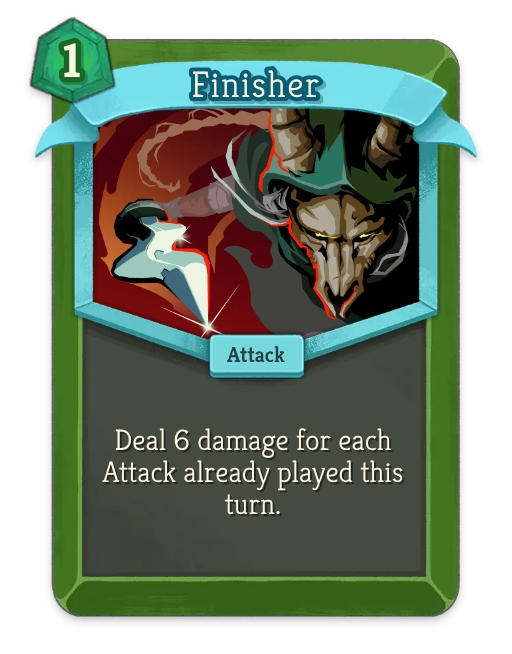 1
Finisher
Attack
Deal 6 damage for each
Attack already played this
turn.